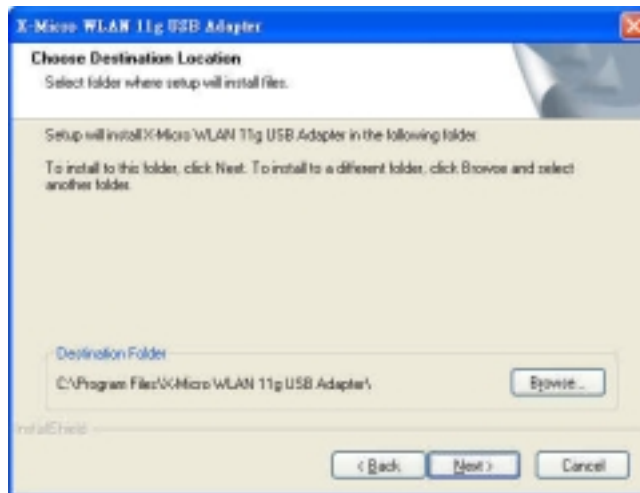 X-Micro WLAN 11g USB Adapter
Choose Destination Location
Select folder where setup will install files.
Setup will install X-Micro WLAN 11g USB Adapter in the following folder.
To install to this folder, click Next. To install to a different folder, click Browse and select
another folder.
Destination Folder
C:\Program Files\X-Micro WLAN 11g USB Adapter\
Browse...
InstallShield
< Back
Next >
Cancel